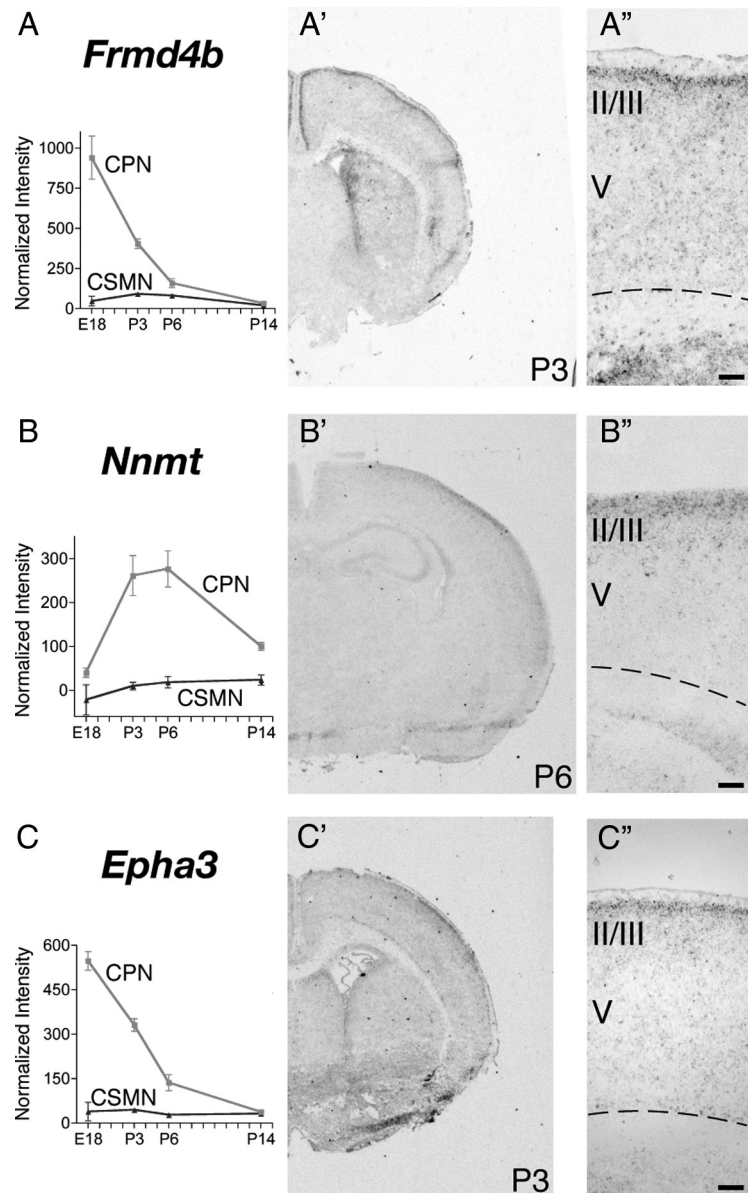 A
Frmd4b
Normalized Intensity
1000
750
500
250
0
CPN
CSMN
E18 P3 P6 P14
A’
P3
A”
II/III
V
B
Nnmt
Normalized Intensity
300
200
100
0
CPN
CSMN
E18 P3 P6 P14
B’
P6
B”
II/III
V
C
Epha3
Normalized Intensity
600
450
300
150
0
CPN
CSMN
E18 P3 P6 P14
C’
P3
C”
II/III
V